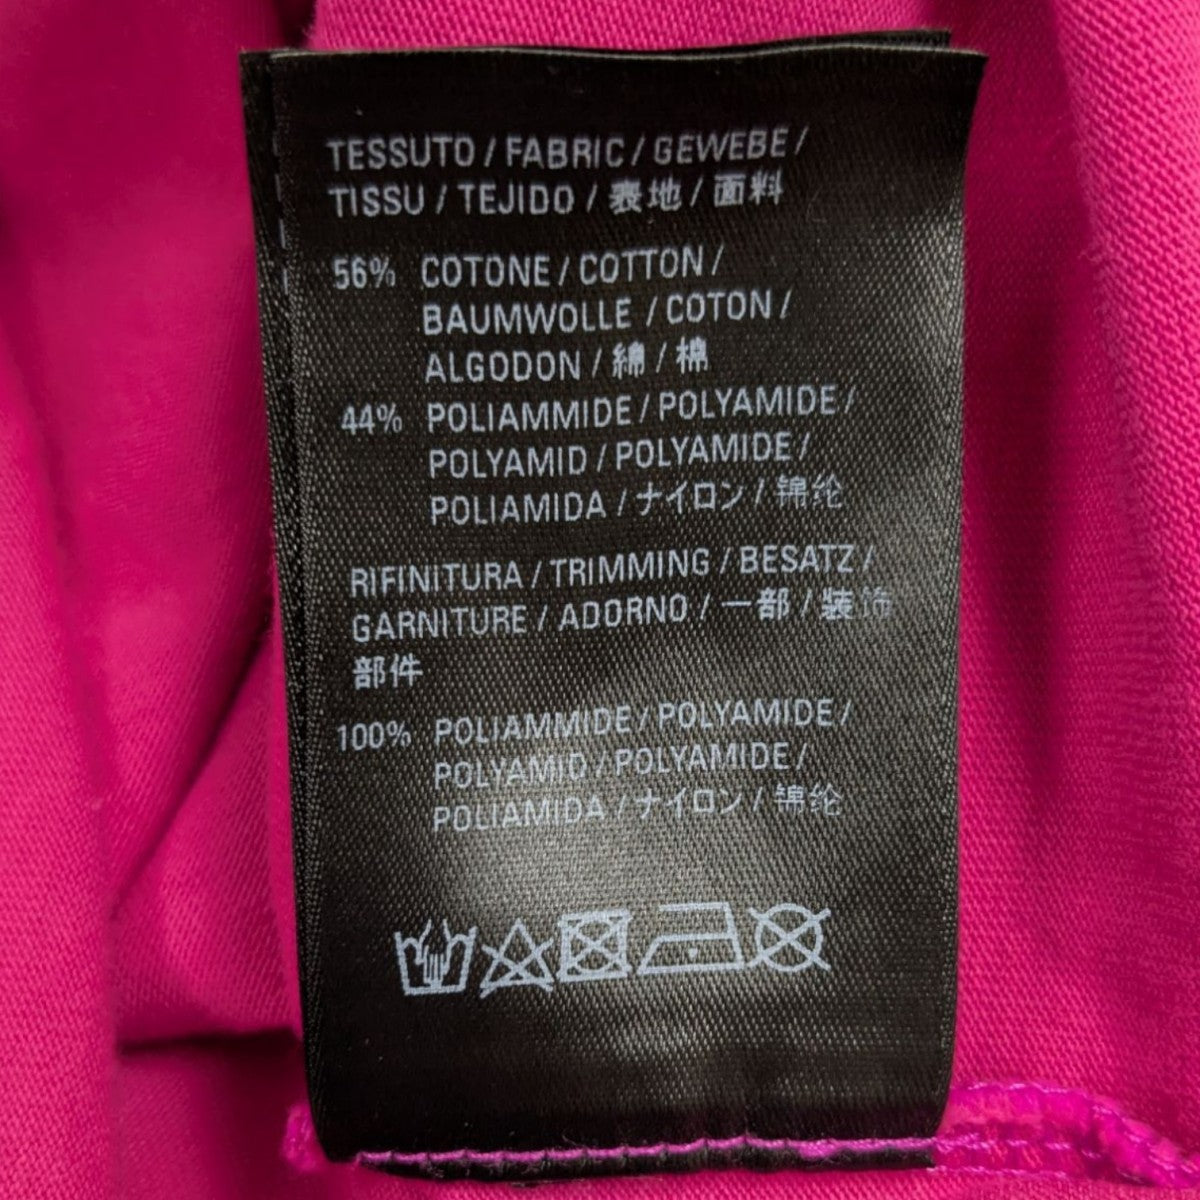 TESSUTO / FABRIC / GEWEBE /
TISSU / TEJIDO / 表地 / 面料
56% COTONE / COTTON /
BAUMWOLLE / COTON /
ALGODON / 綿 / 棉
44% POLIAMMIDE / POLYAMIDE /
POLYAMID / POLYAMIDE /
POLIAMIDA / ナイロン / 锦纶
RIFINITURA / TRIMMING / BESATZ /
GARNITURE / ADORNO / 一部 / 装饰
部件
100% POLIAMMIDE / POLYAMIDE /
POLYAMID / POLYAMIDE /
POLIAMIDA / ナイロン / 锦纶